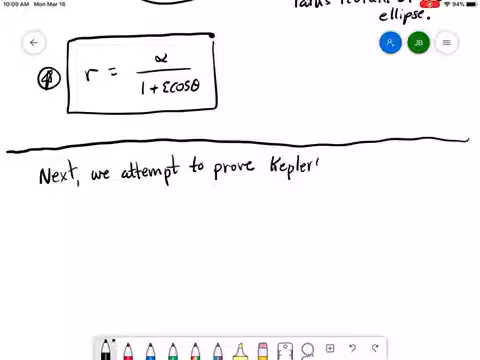 10:09 AM Mon Mar 16
94%
ellipse.
JB
④ r = α / (1 + εcosθ)
Next, we attempt to prove Kepler'